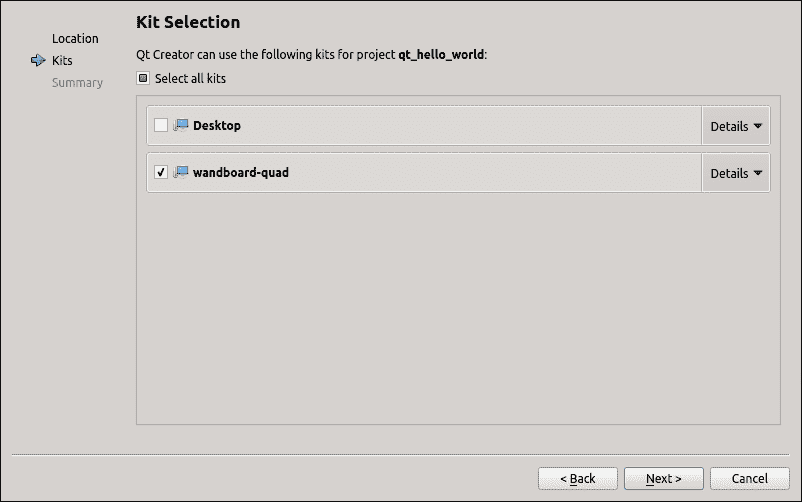 Kit Selection
Location
Kits
Summary
Qt Creator can use the following kits for project qt_hello_world:
Select all kits
Desktop
Details
wandboard-quad
Details
< Back
Next >
Cancel